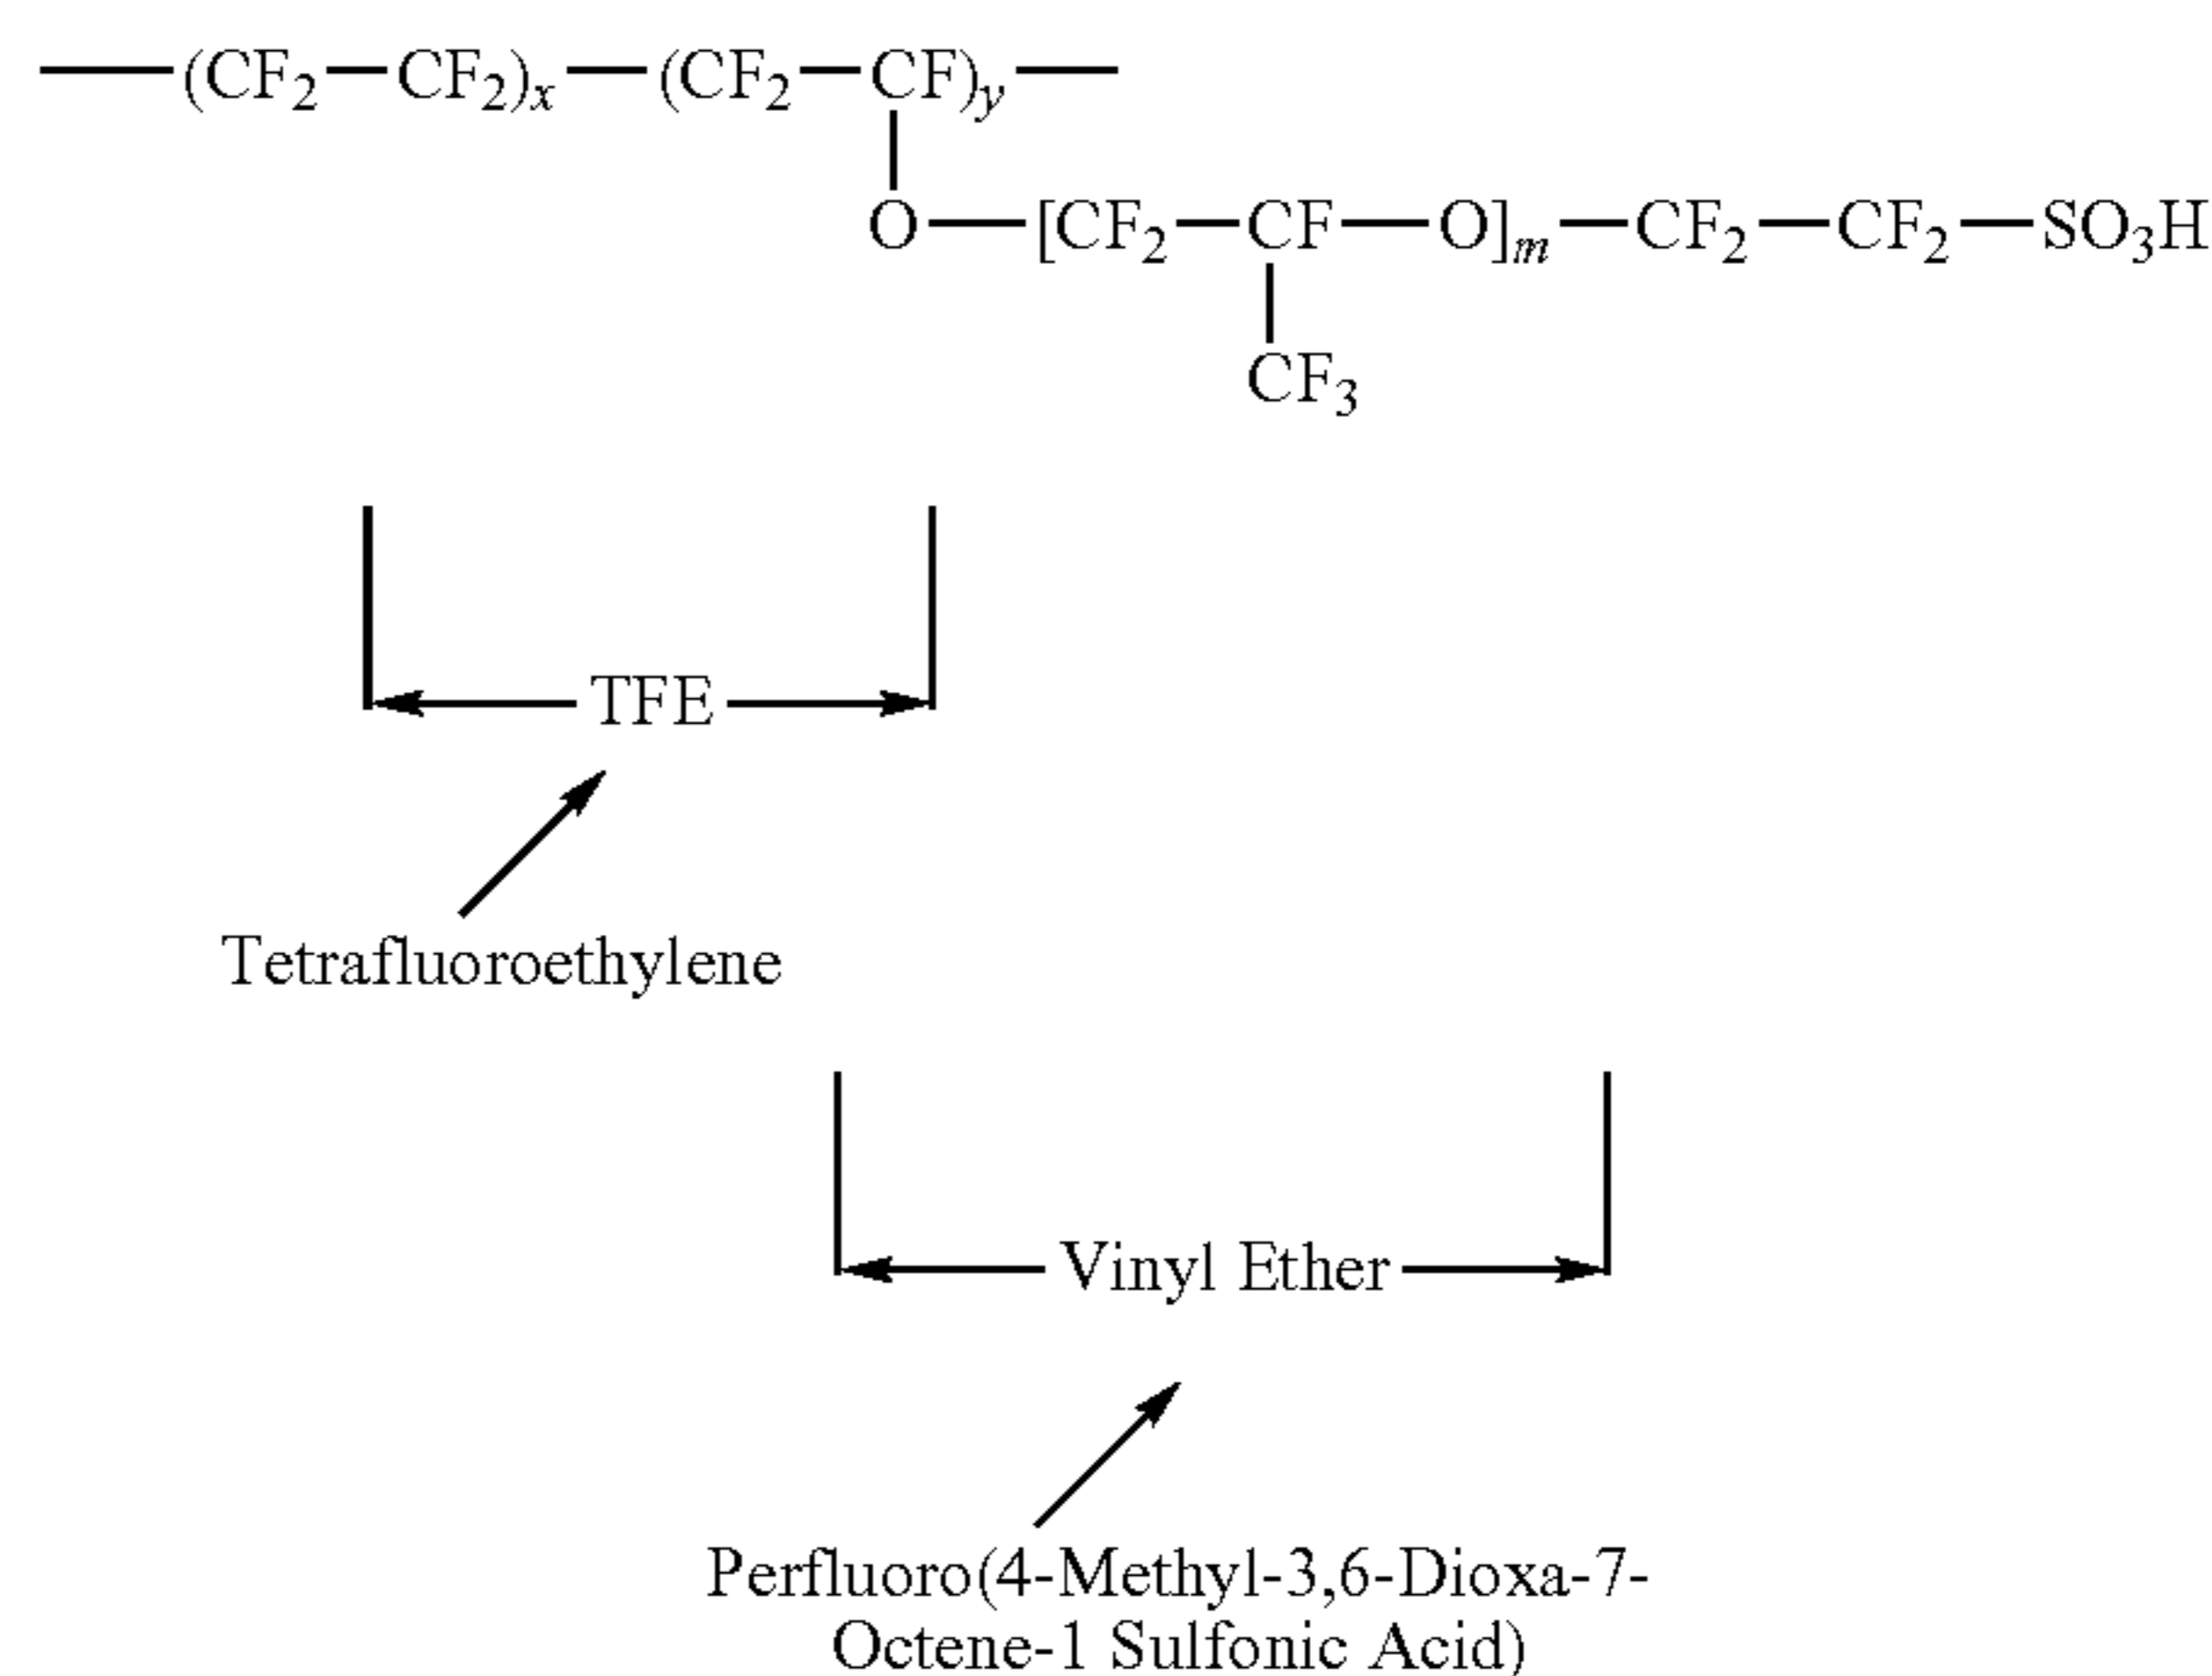 —(CF₂—CF₂)ₓ—(CF₂—CF)ᵧ—
O—[CF₂—CF—O]ₘ—CF₂—CF₂—SO₃H
CF₃
TFE
Tetrafluoroethylene
Vinyl Ether
Perfluoro(4-Methyl-3,6-Dioxa-7-
Octene-1 Sulfonic Acid)